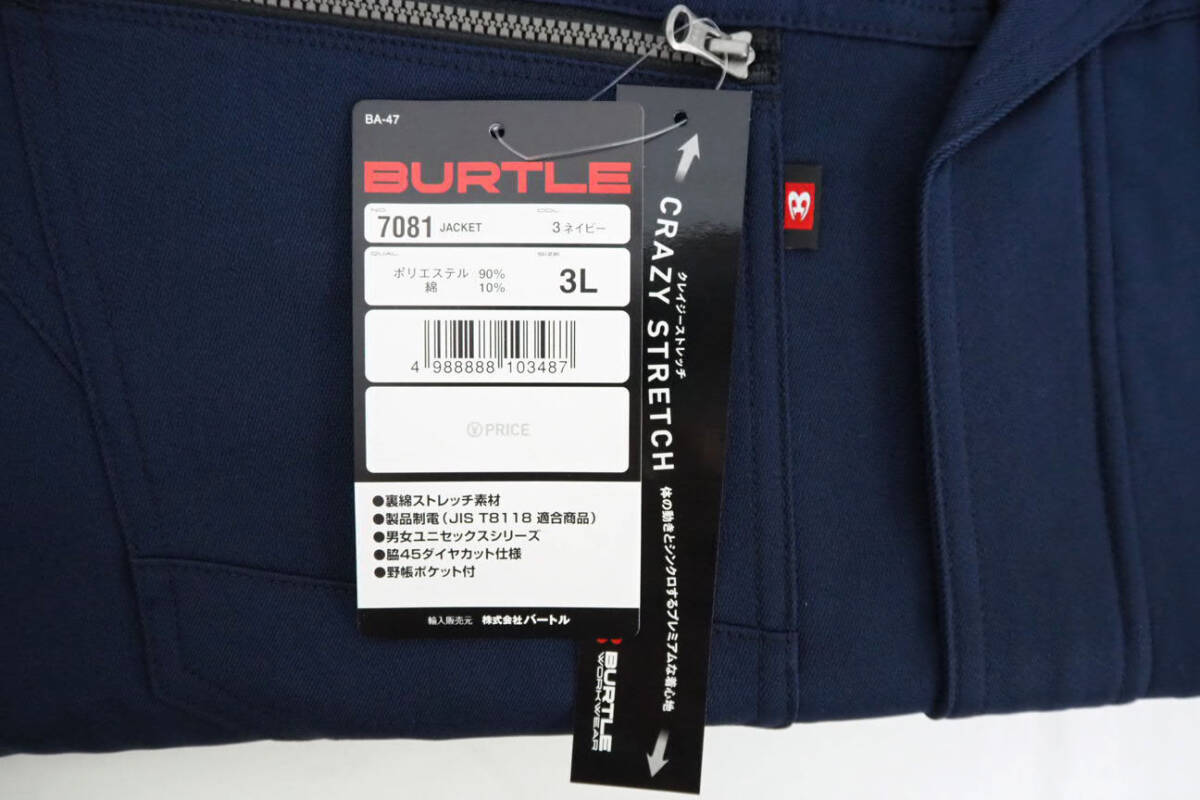 BA-47
BURTLE
NO.
7081 JACKET
COL.
3 ネイビー
QUAL.
ポリエステル 90%
綿 10%
SIZE
3L
4 988888 103487
¥ PRICE
●裏綿ストレッチ素材
●製品制電（JIS T8118 適合商品）
●男女ユニセックスシリーズ
●脇45ダイヤカット仕様
●野帳ポケット付
輸入販売元 株式会社バートル
CRAZY STRETCH
クレイジーストレッチ
体の動きとシンクロするプレミアムな着心地
BURTLE
WORKWEAR